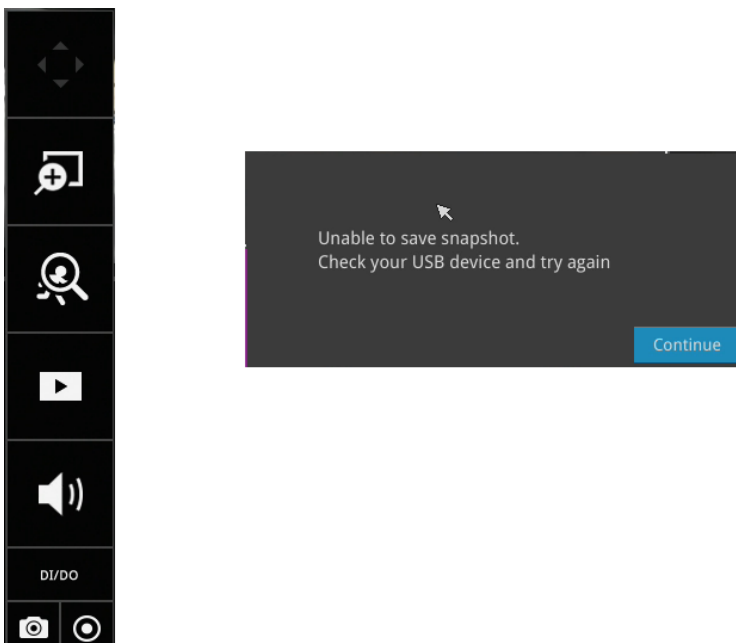 Unable to save snapshot.
Check your USB device and try again
Continue
DI/DO